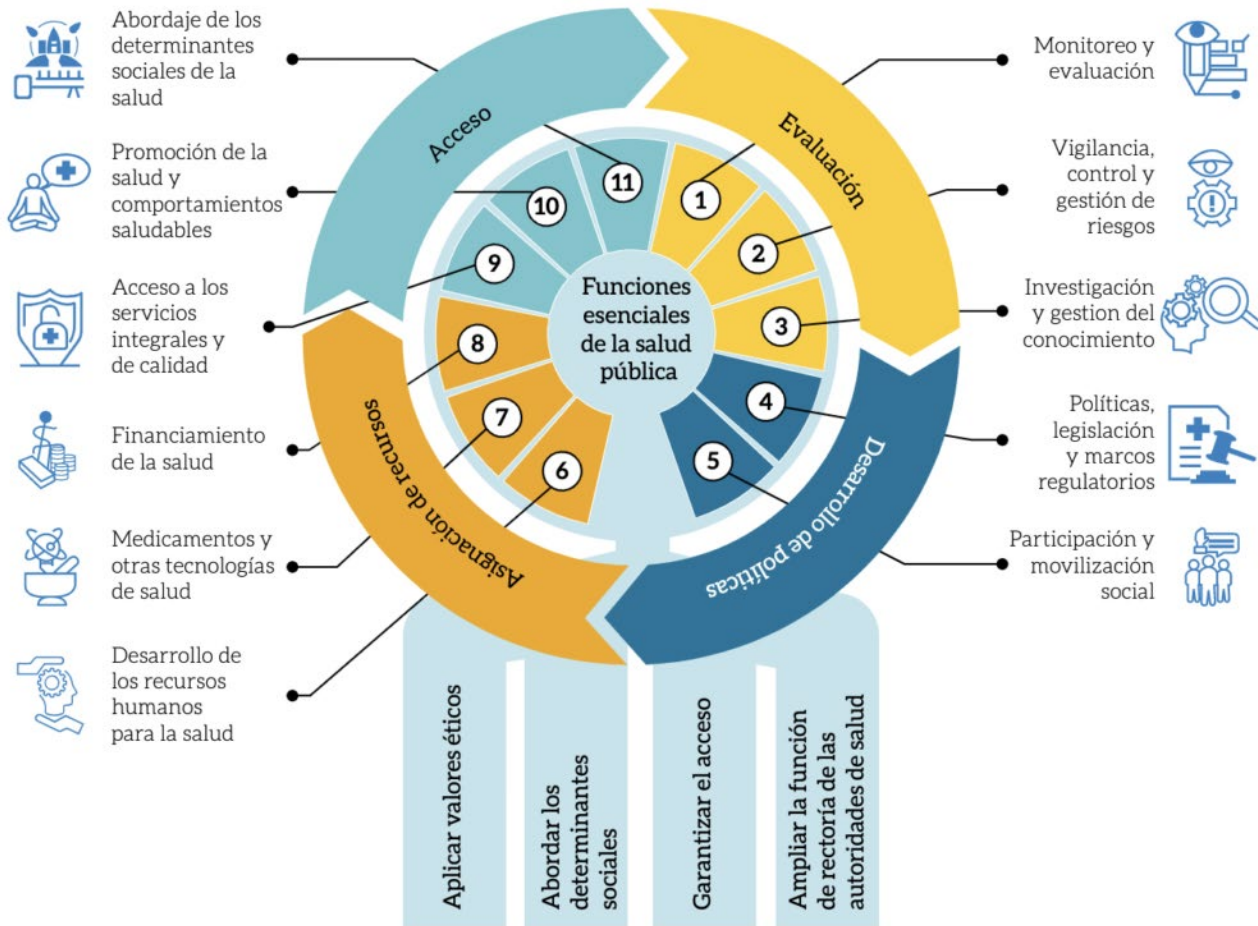 Abordaje de los
determinantes
sociales de la
salud
Promoción de la
salud y
comportamientos
saludables
Acceso a los
servicios
integrales y
de calidad
Financiamiento
de la salud
Medicamentos y
otras tecnologías
de salud
Desarrollo de
los recursos
humanos
para la salud
Acceso
Evaluación
Desarrollo de políticas
Asignación de recursos
11
10
9
8
7
6
1
2
3
4
5
Funciones
esenciales
de la salud
pública
Monitoreo y
evaluación
Vigilancia,
control y
gestión de
riesgos
Investigación
y gestion del
conocimiento
Políticas,
legislación
y marcos
regulatorios
Participación y
movilización
social
Aplicar valores éticos
Abordar los
determinantes
sociales
Garantizar el acceso
Ampliar la función
de rectoría de las
autoridades de salud